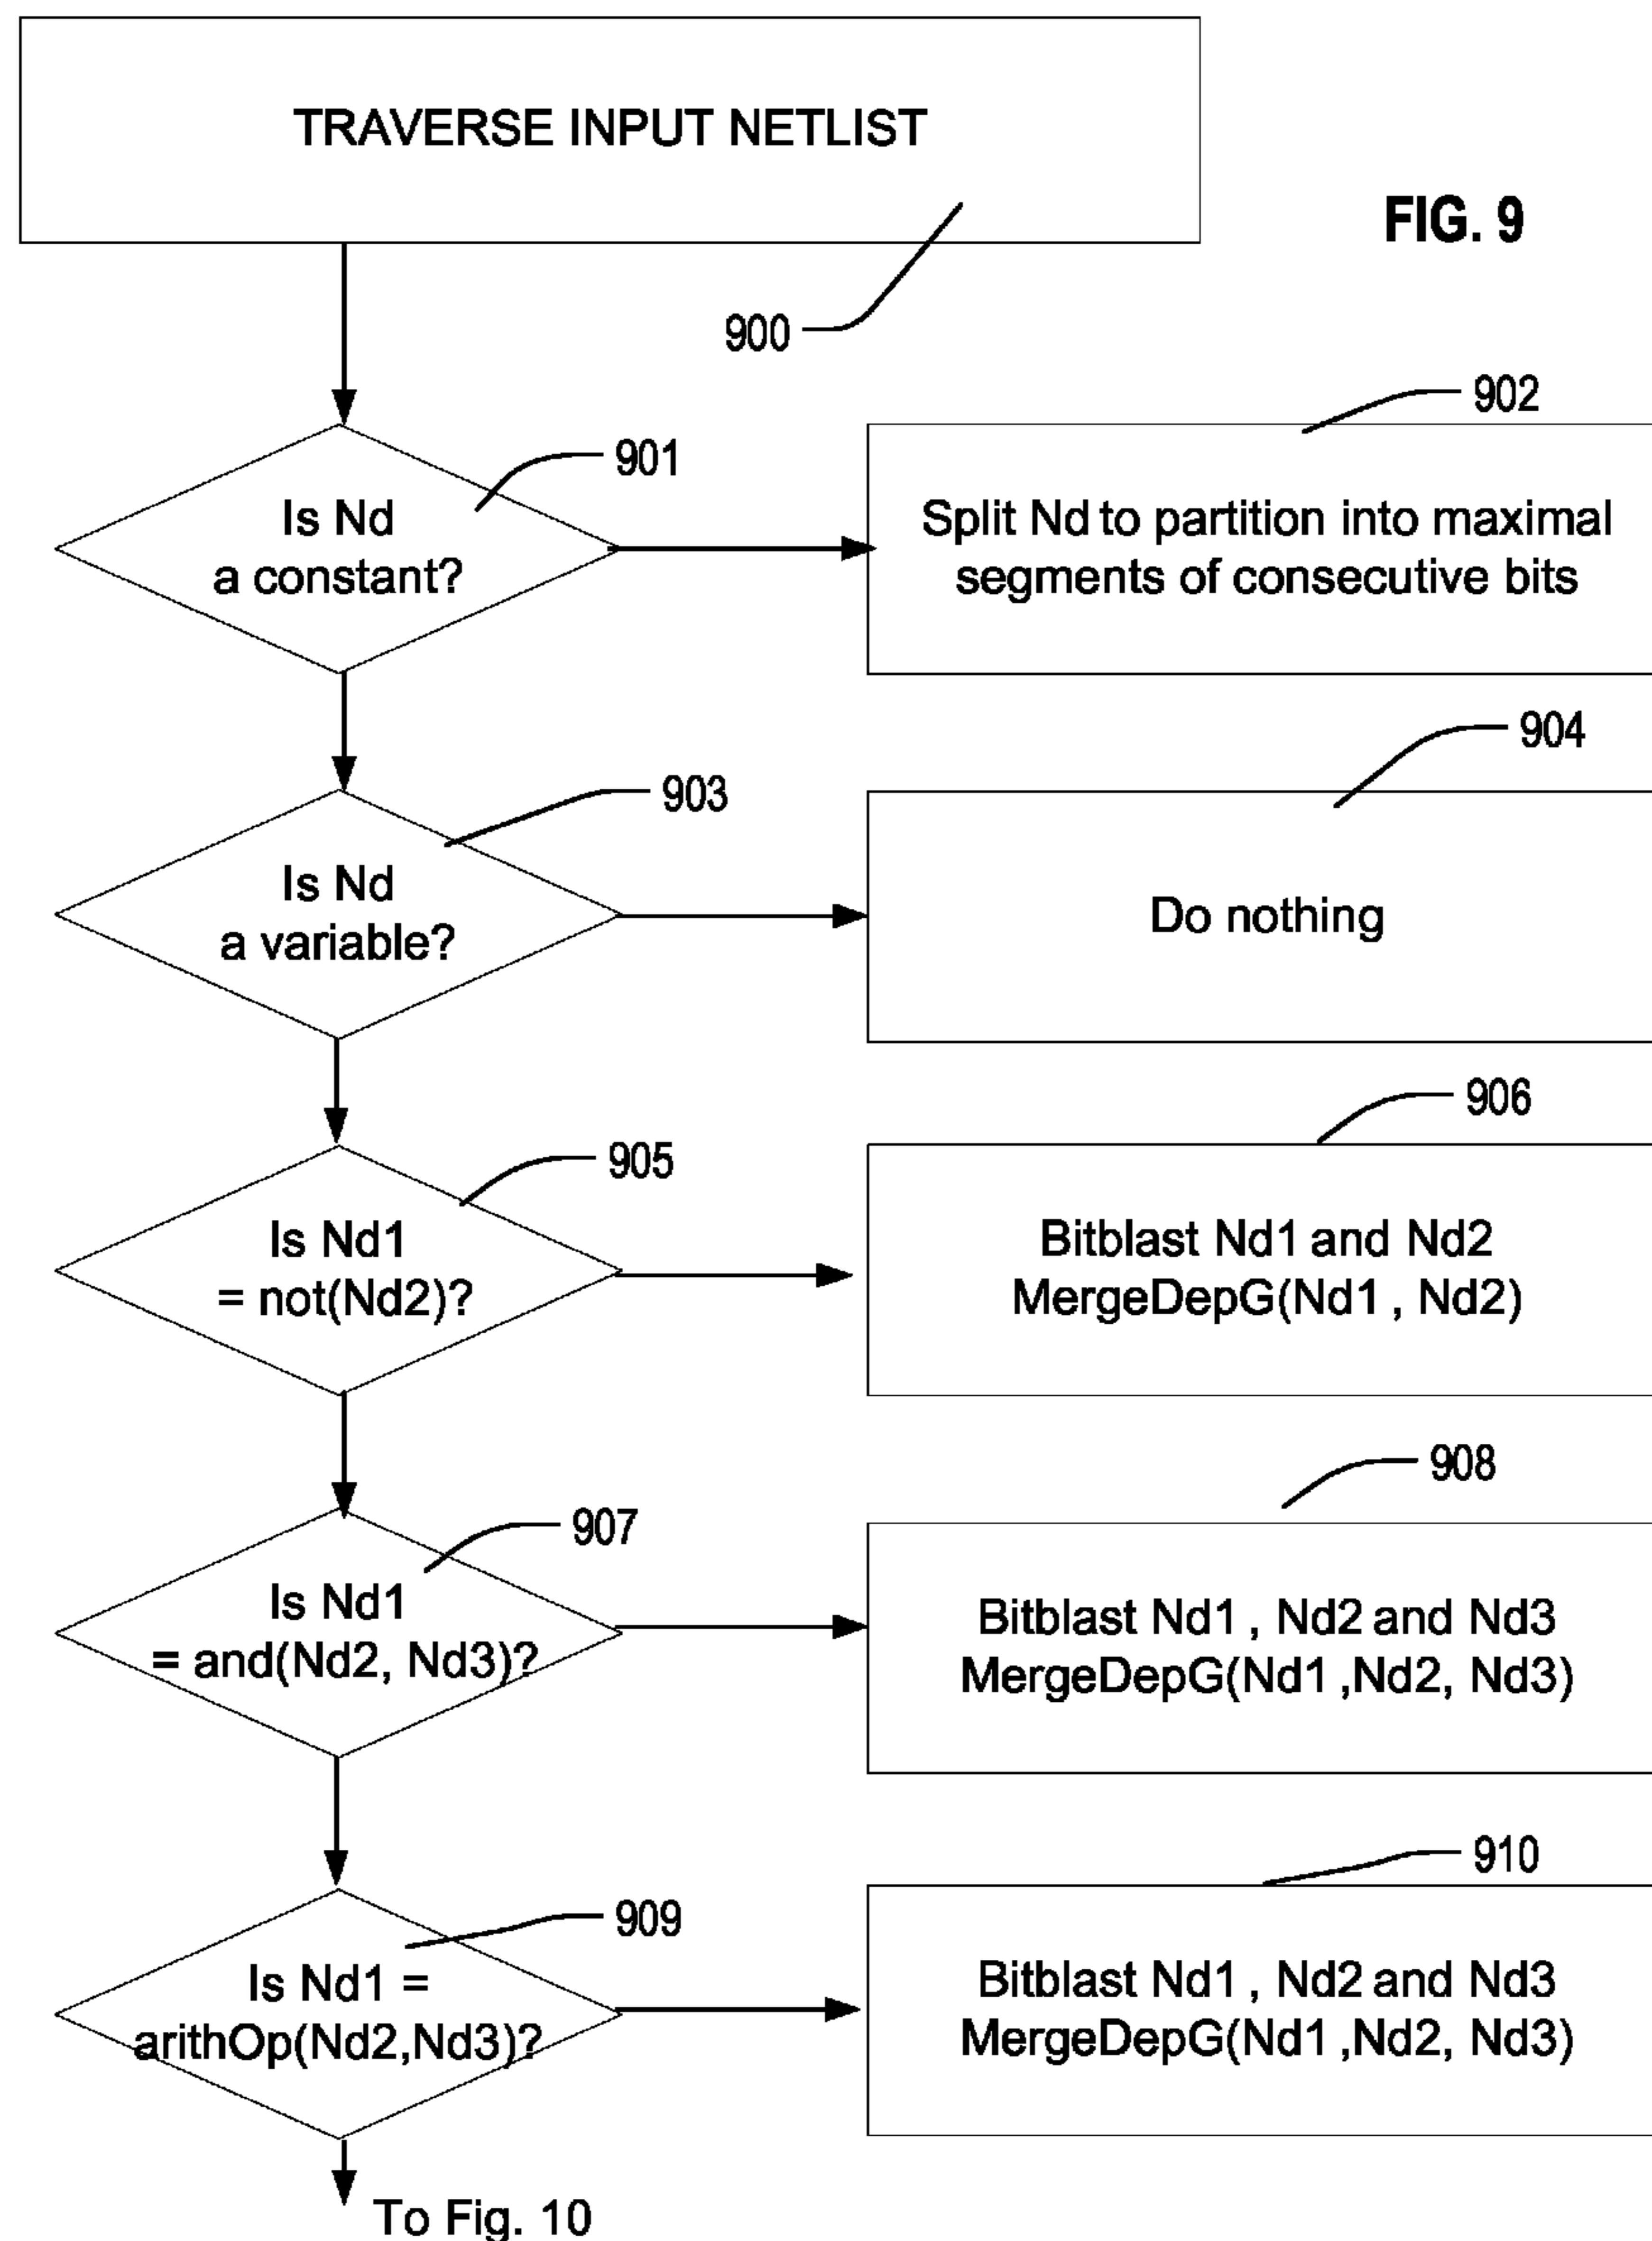 TRAVERSE INPUT NETLIST
FIG. 9
900
902
901
Is Nd
a constant?
Split Nd to partition into maximal
segments of consecutive bits
904
903
Is Nd
a variable?
Do nothing
906
905
Is Nd1
= not(Nd2)?
Bitblast Nd1 and Nd2
MergeDepG(Nd1 , Nd2)
908
907
Is Nd1
= and(Nd2, Nd3)?
Bitblast Nd1 , Nd2 and Nd3
MergeDepG(Nd1 ,Nd2, Nd3)
910
909
Is Nd1 =
arithOp(Nd2,Nd3)?
Bitblast Nd1 , Nd2 and Nd3
MergeDepG(Nd1 ,Nd2, Nd3)
To Fig. 10